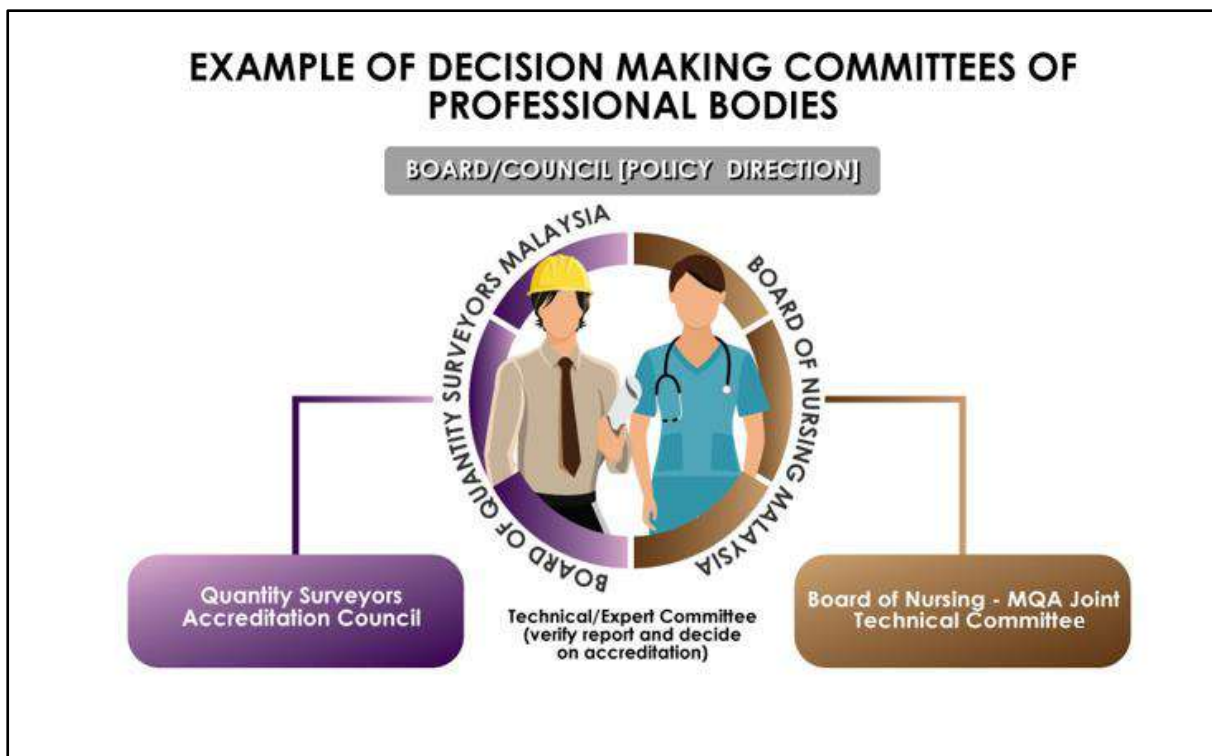 EXAMPLE OF DECISION MAKING COMMITTEES OF
PROFESSIONAL BODIES
BOARD/COUNCIL [POLICY DIRECTION]
BOARD OF QUANTITY SURVEYORS MALAYSIA
BOARD OF NURSING MALAYSIA
Quantity Surveyors
Accreditation Council
Technical/Expert Committee
(verify report and decide
on accreditation)
Board of Nursing - MQA Joint
Technical Committee